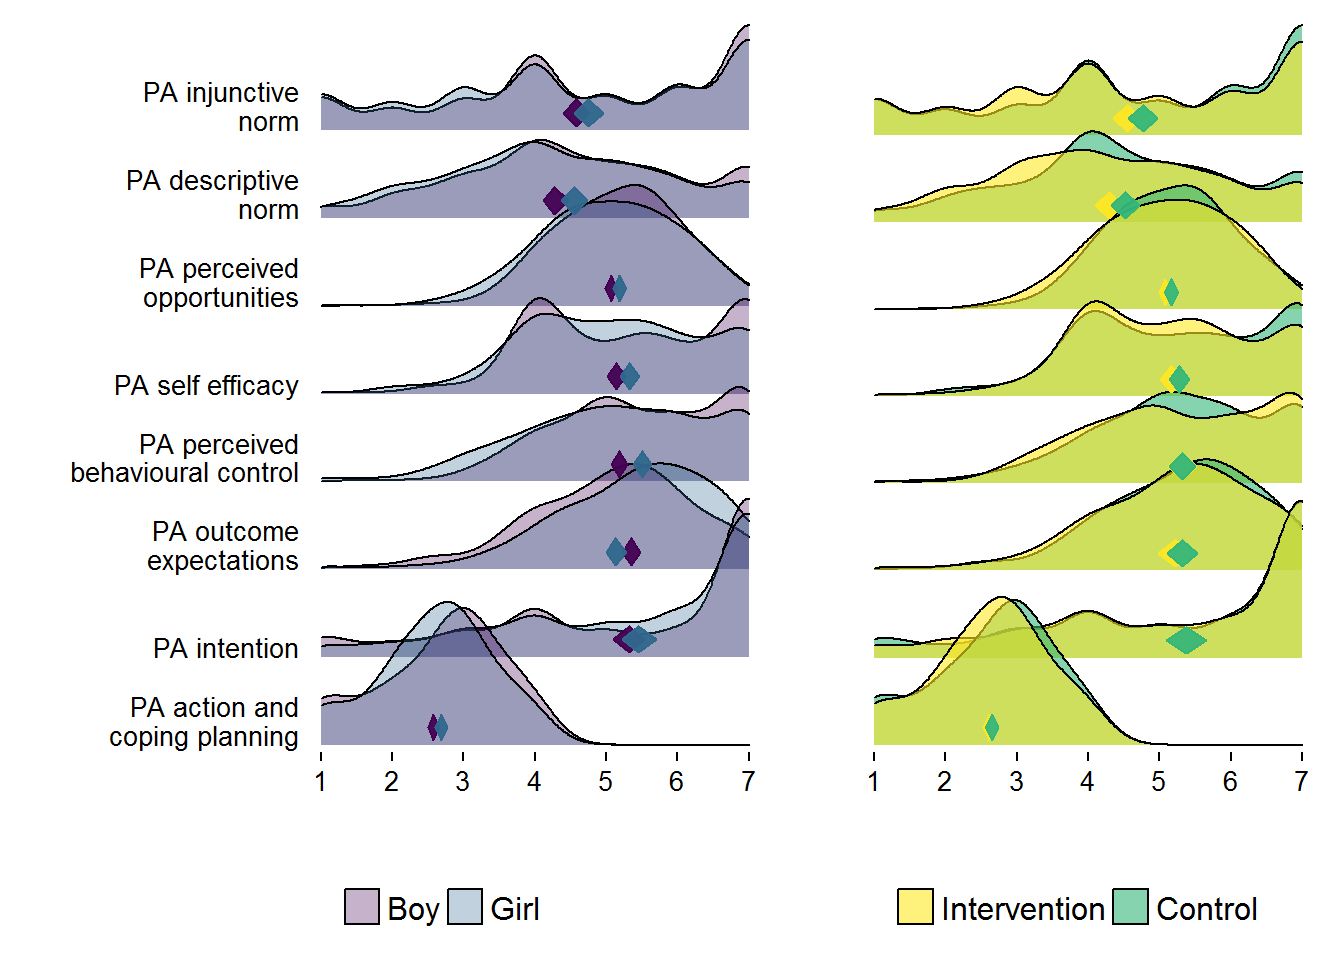 PA injunctive
norm
PA descriptive
norm
PA perceived
opportunities
PA self efficacy
PA perceived
behavioural control
PA outcome
expectations
PA intention
PA action and
coping planning
1 2 3 4 5 6 7
1 2 3 4 5 6 7
Boy Girl
Intervention Control